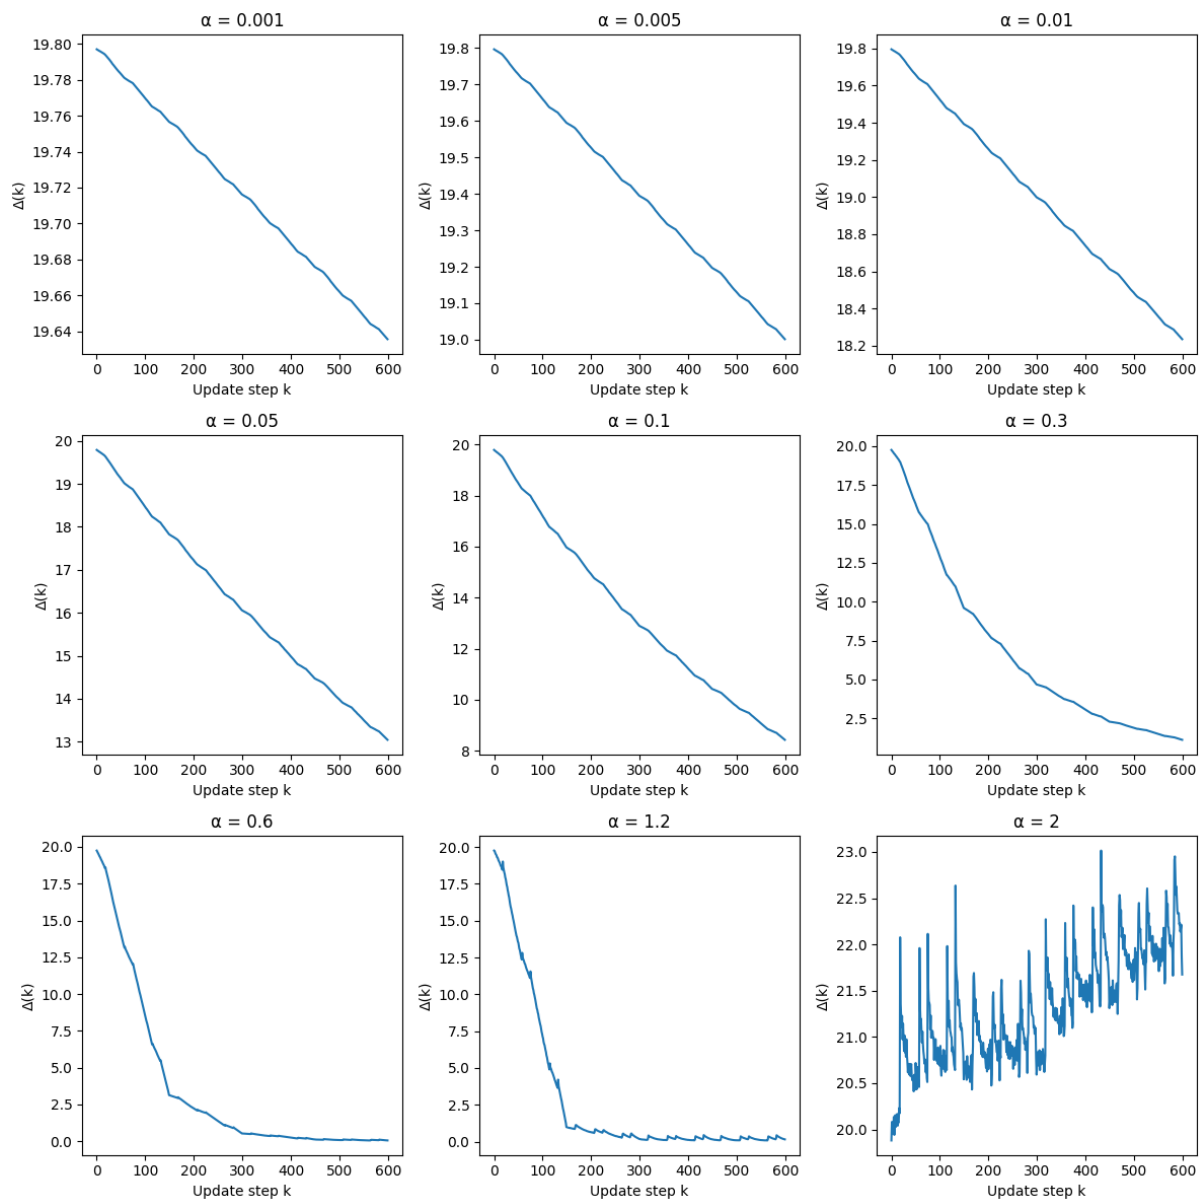 α = 0.001
19.80
19.78
19.76
19.74
19.72
19.70
19.68
19.66
19.64
Δ(k)
0 100 200 300 400 500 600
Update step k
α = 0.005
19.8
19.7
19.6
19.5
19.4
19.3
19.2
19.1
19.0
Δ(k)
0 100 200 300 400 500 600
Update step k
α = 0.01
19.8
19.6
19.4
19.2
19.0
18.8
18.6
18.4
18.2
Δ(k)
0 100 200 300 400 500 600
Update step k
α = 0.05
20
19
18
17
16
15
14
13
Δ(k)
0 100 200 300 400 500 600
Update step k
α = 0.1
20
18
16
14
12
10
8
Δ(k)
0 100 200 300 400 500 600
Update step k
α = 0.3
20.0
17.5
15.0
12.5
10.0
7.5
5.0
2.5
Δ(k)
0 100 200 300 400 500 600
Update step k
α = 0.6
20.0
17.5
15.0
12.5
10.0
7.5
5.0
2.5
0.0
Δ(k)
0 100 200 300 400 500 600
Update step k
α = 1.2
20.0
17.5
15.0
12.5
10.0
7.5
5.0
2.5
0.0
Δ(k)
0 100 200 300 400 500 600
Update step k
α = 2
23.0
22.5
22.0
21.5
21.0
20.5
20.0
Δ(k)
0 100 200 300 400 500 600
Update step k